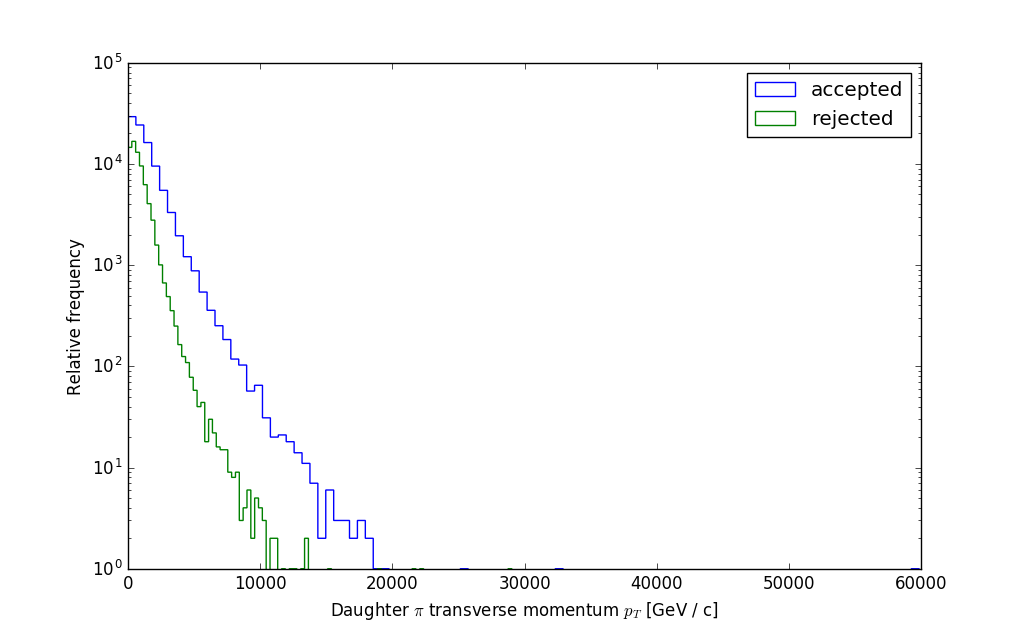 10^5
10^4
10^3
10^2
10^1
10^0
Relative frequency
accepted
rejected
0 10000 20000 30000 40000 50000 60000
Daughter π transverse momentum p_T [GeV / c]